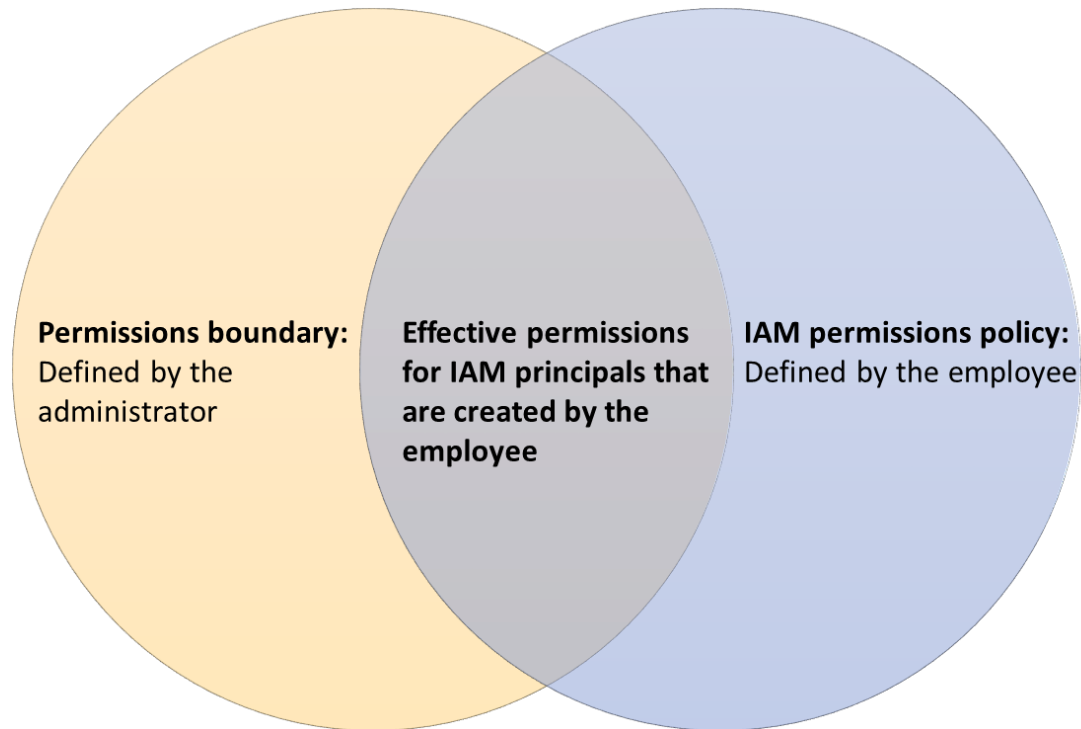 Permissions boundary:
Defined by the
administrator
Effective permissions
for IAM principals that
are created by the
employee
IAM permissions policy:
Defined by the employee